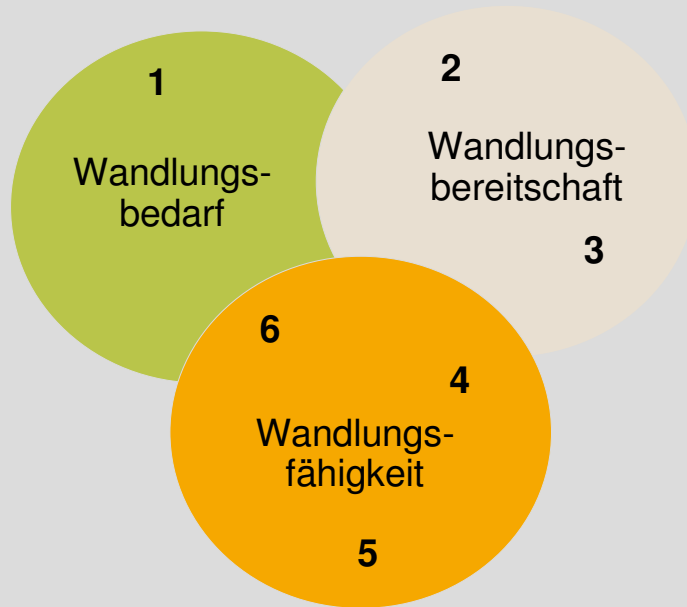 1
Wandlungs-
bedarf
2
Wandlungs-
bereitschaft
3
6
4
Wandlungs-
fähigkeit
5